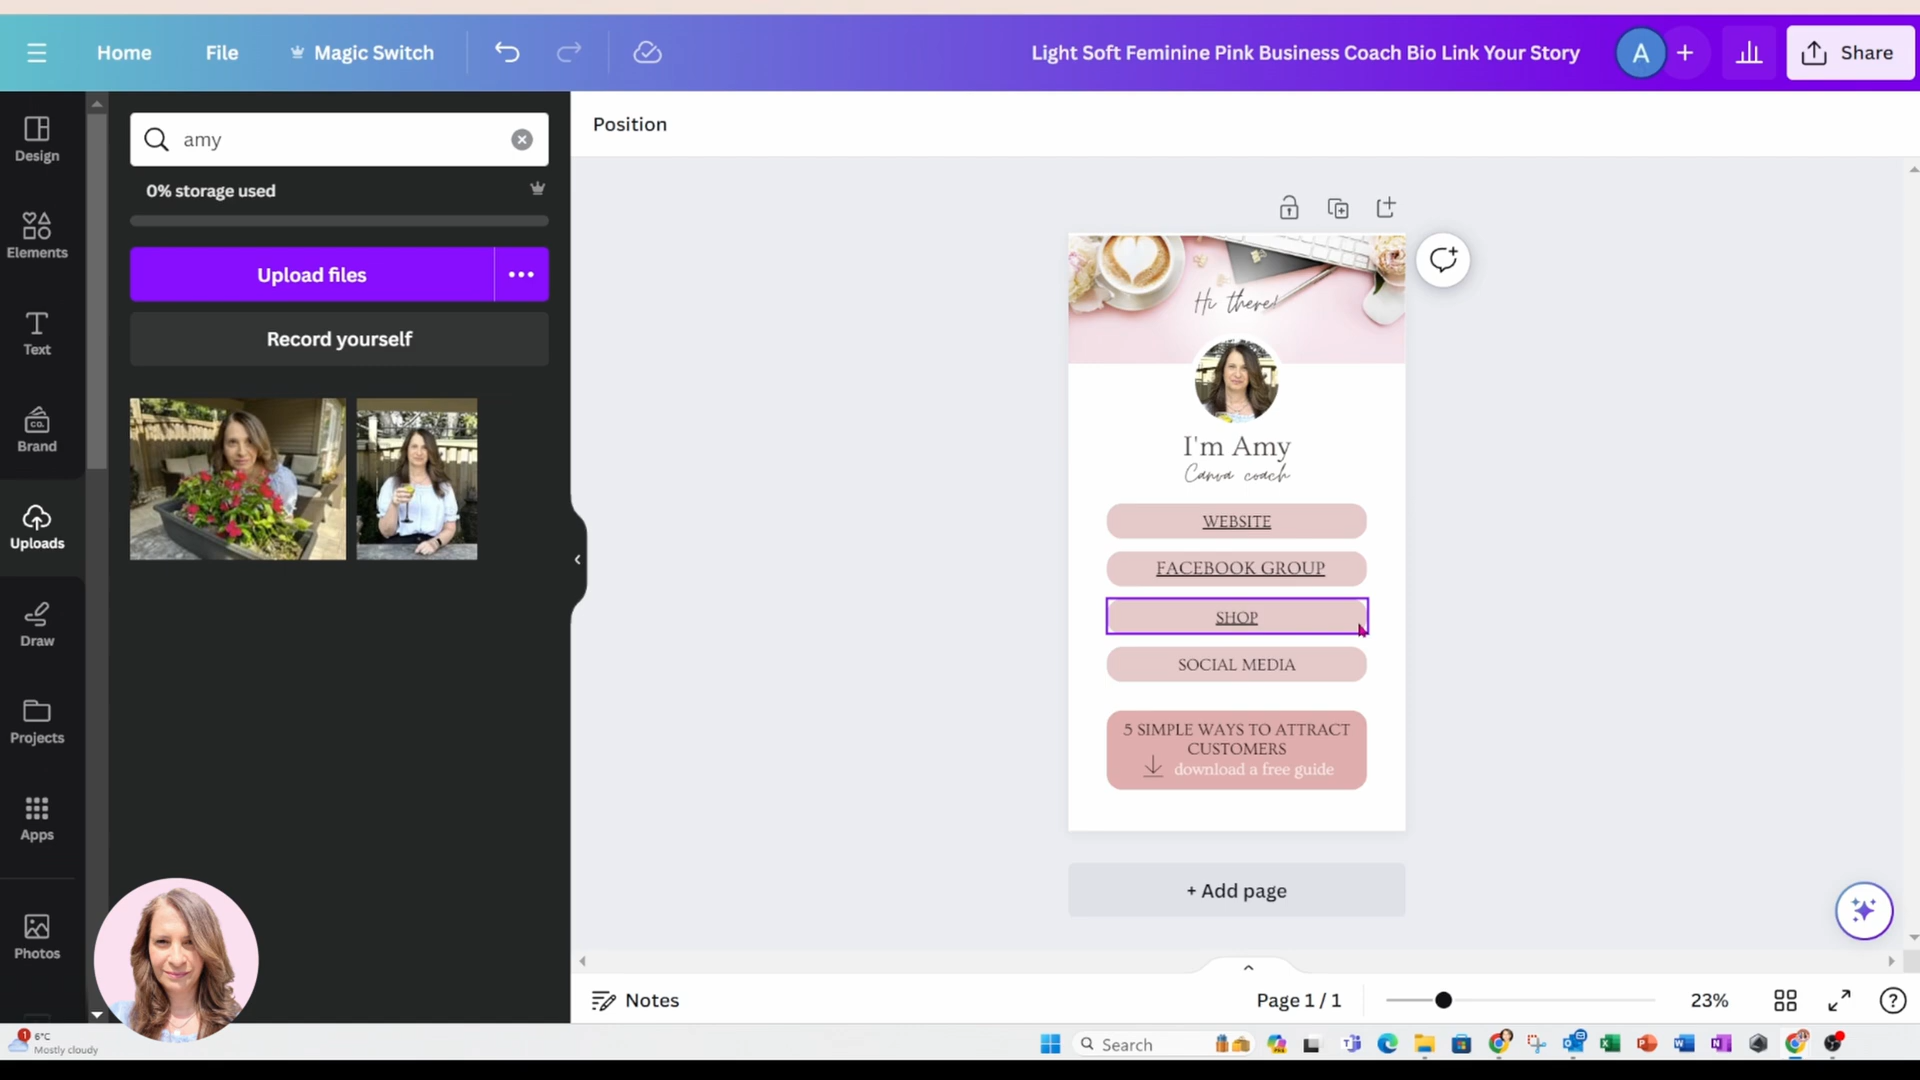 Home
File
Magic Switch
Light Soft Feminine Pink Business Coach Bio Link Your Story
A
Share
Design
Elements
Text
CO.
Brand
Uploads
Draw
Projects
Apps
Photos
amy
0% storage used
Upload files
Record yourself
Position
Hi there!
I'm Amy
Canva coach
WEBSITE
FACEBOOK GROUP
SHOP
SOCIAL MEDIA
5 SIMPLE WAYS TO ATTRACT
CUSTOMERS
download a free guide
+ Add page
Notes
Page 1 / 1
23%
1
6°C
Mostly cloudy
Search